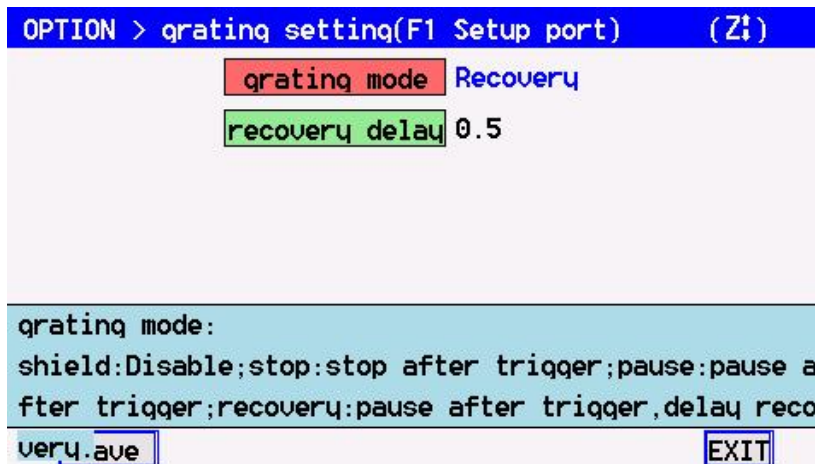 OPTION > grating setting(F1 Setup port) (Z↕)
grating mode Recovery
recovery delay 0.5
grating mode:
shield:Disable;stop:stop after trigger;pause:pause a
fter trigger;recovery:pause after trigger,delay reco
very.ave EXIT